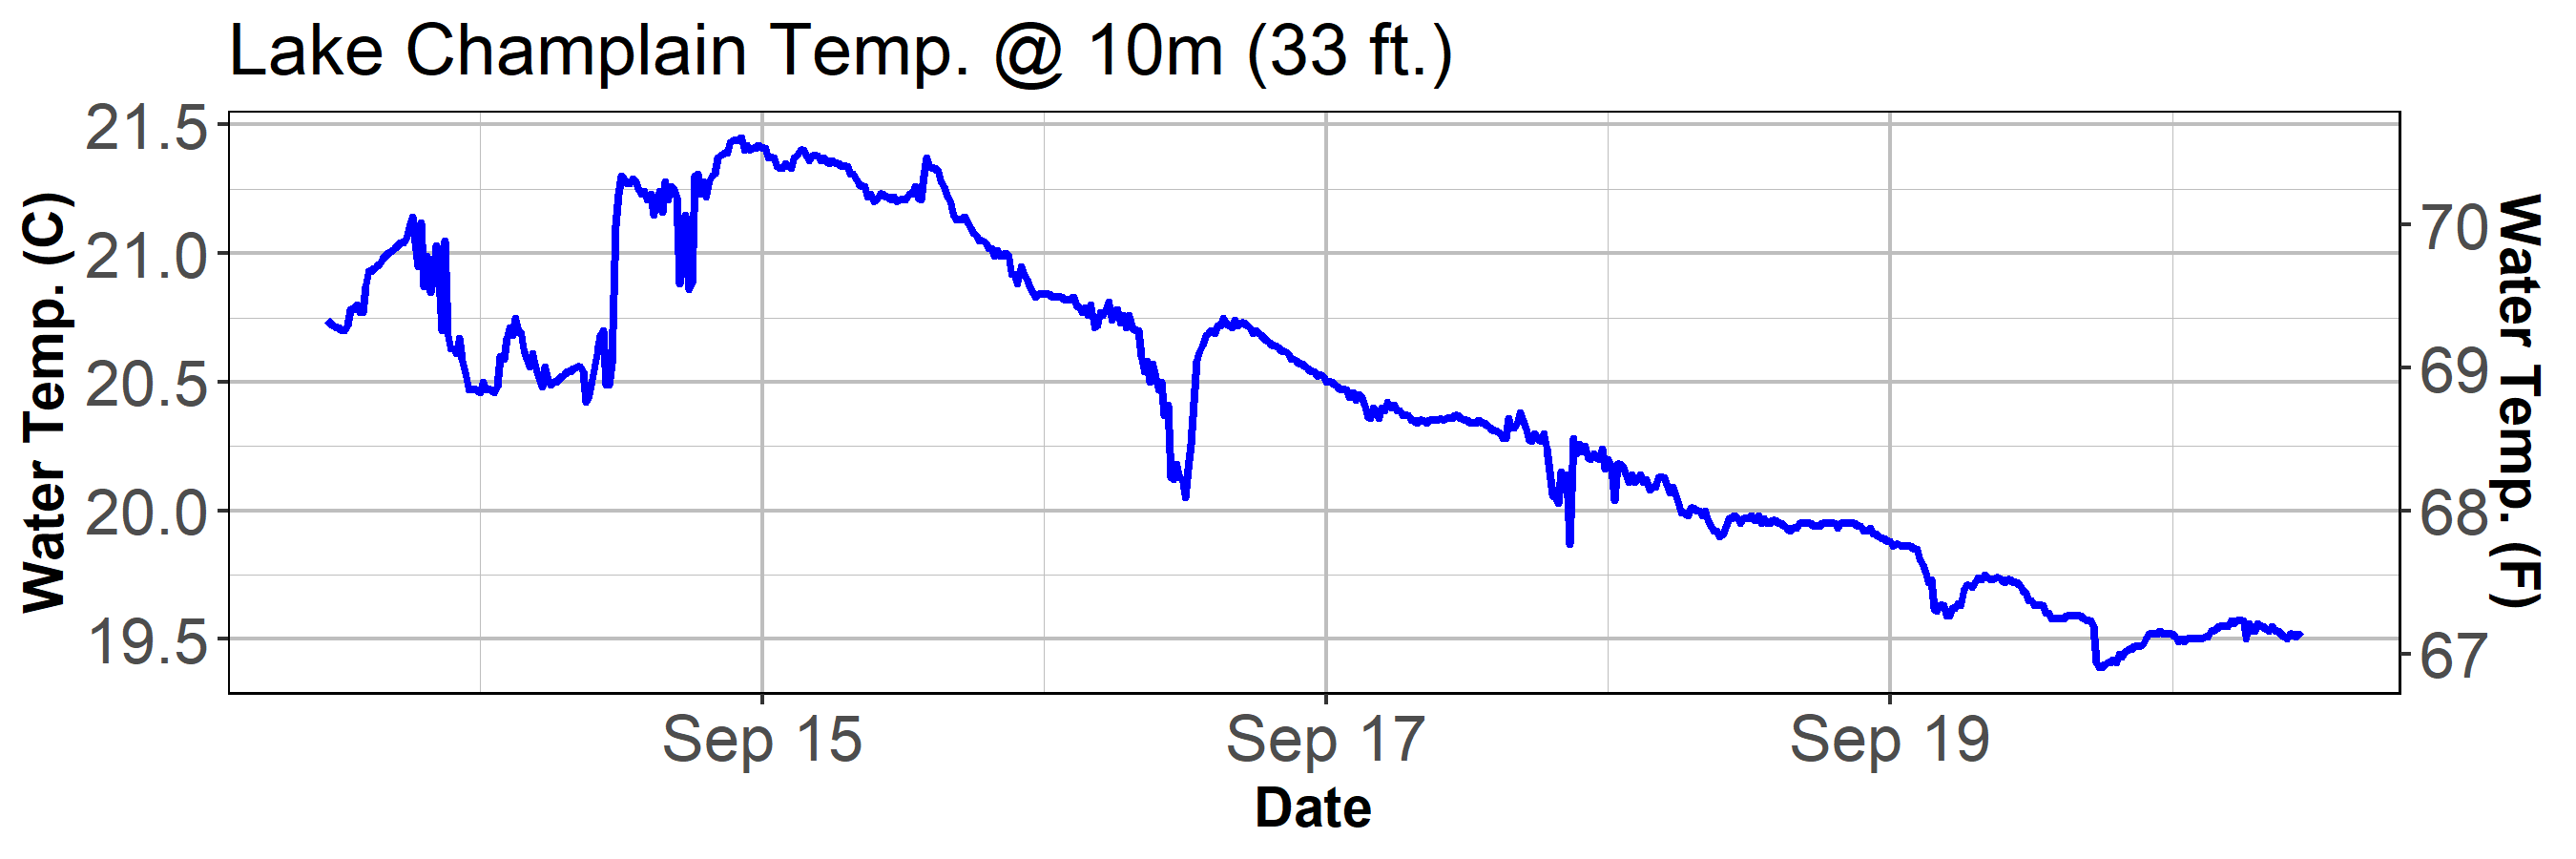 Lake Champlain Temp. @ 10m (33 ft.)
Water Temp. (C)
21.5
21.0
20.5
20.0
19.5
70
69
68
67
Water Temp. (F)
Sep 15 Sep 17 Sep 19
Date